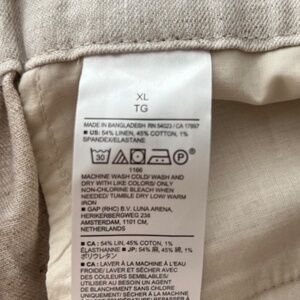 XL
TG
MADE IN BANGLADESH RN 54023 / CA 17897
■ US: 54% LINEN, 45% COTTON, 1%
SPANDEX/ELASTANE
30 P
1166
MACHINE WASH COLD/ WASH AND
DRY WITH LIKE COLORS/ ONLY
NON-CHLORINE BLEACH WHEN
NEEDED/ TUMBLE DRY LOW/ WARM
IRON
■ GAP (RHC) B.V. LUNA ARENA,
HERIKERBERGWEG 238
AMSTERDAM, 1101 CM,
NETHERLANDS
■ CA : 54% LIN, 45% COTON, 1%
ÉLASTHANNE ■ JP: 54% 麻, 45% 綿, 1%
ポリウレタン
■ CA : LAVER À LA MACHINE À L'EAU
FROIDE/ LAVER ET SÉCHER AVEC
DES COULEURS SEMBLABLES/
UTILISER AU BESOIN UN AGENT
DE BLANCHIMENT SANS CHLORE
UNIQUEMENT/ SÉCHER À LA MACHINE